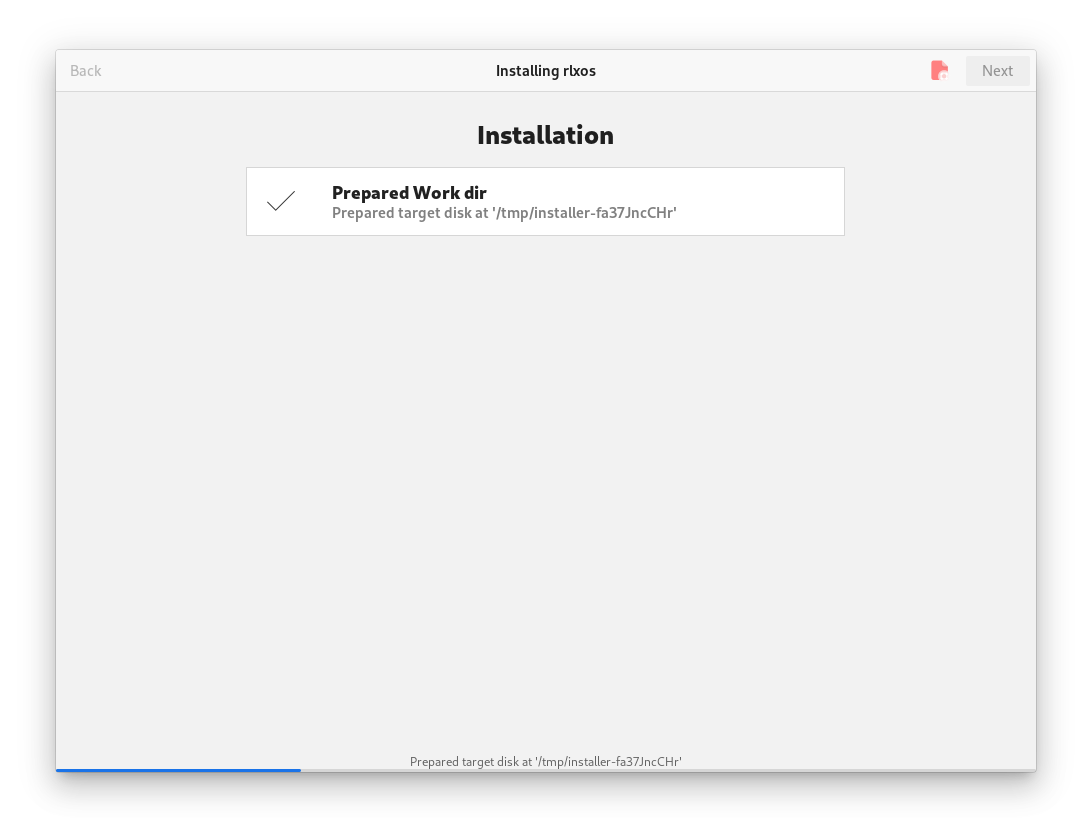 Back
Installing rlxos
Next
Installation
Prepared Work dir
Prepared target disk at '/tmp/installer-fa37JncCHr'
Prepared target disk at '/tmp/installer-fa37JncCHr'